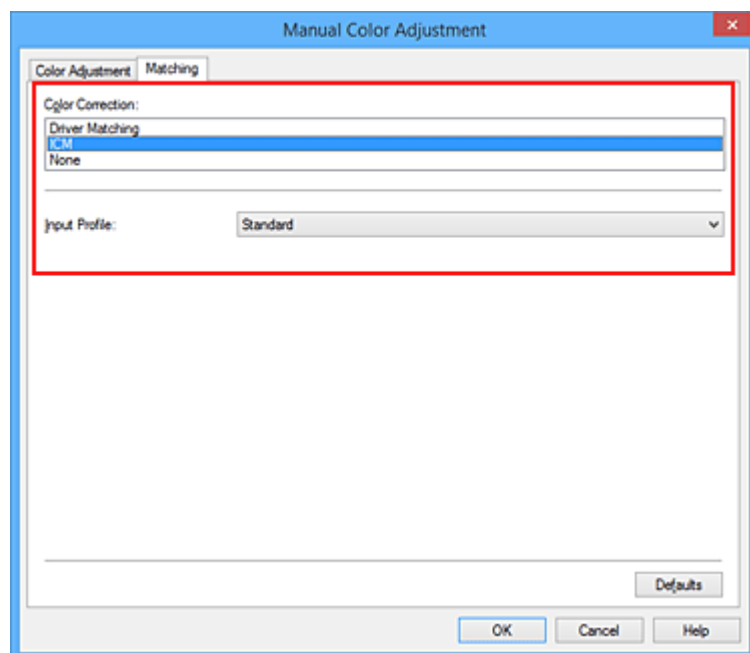 Manual Color Adjustment
Color Adjustment Matching
Color Correction:
Driver Matching
ICM
None
Input Profile: Standard
Defaults
OK Cancel Help